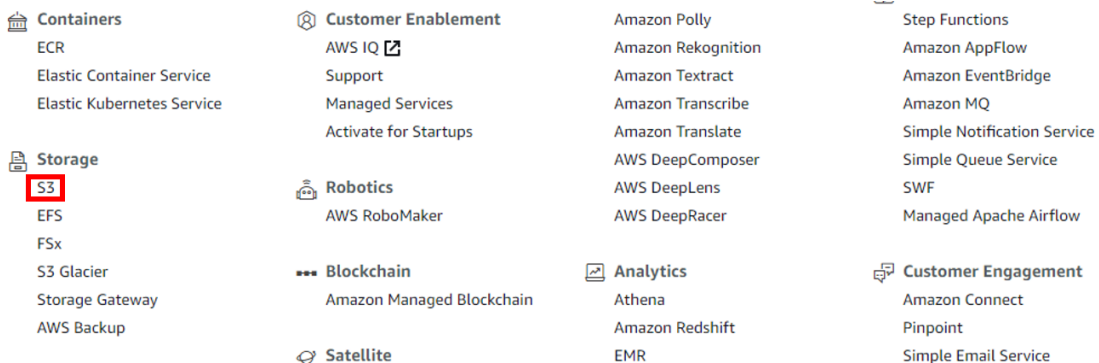 Containers
ECR
Elastic Container Service
Elastic Kubernetes Service
Storage
S3
EFS
FSx
S3 Glacier
Storage Gateway
AWS Backup
Customer Enablement
AWS IQ
Support
Managed Services
Activate for Startups
Robotics
AWS RoboMaker
Blockchain
Amazon Managed Blockchain
Satellite
Amazon Polly
Amazon Rekognition
Amazon Textract
Amazon Transcribe
Amazon Translate
AWS DeepComposer
AWS DeepLens
AWS DeepRacer
Analytics
Athena
Amazon Redshift
EMR
Step Functions
Amazon AppFlow
Amazon EventBridge
Amazon MQ
Simple Notification Service
Simple Queue Service
SWF
Managed Apache Airflow
Customer Engagement
Amazon Connect
Pinpoint
Simple Email Service